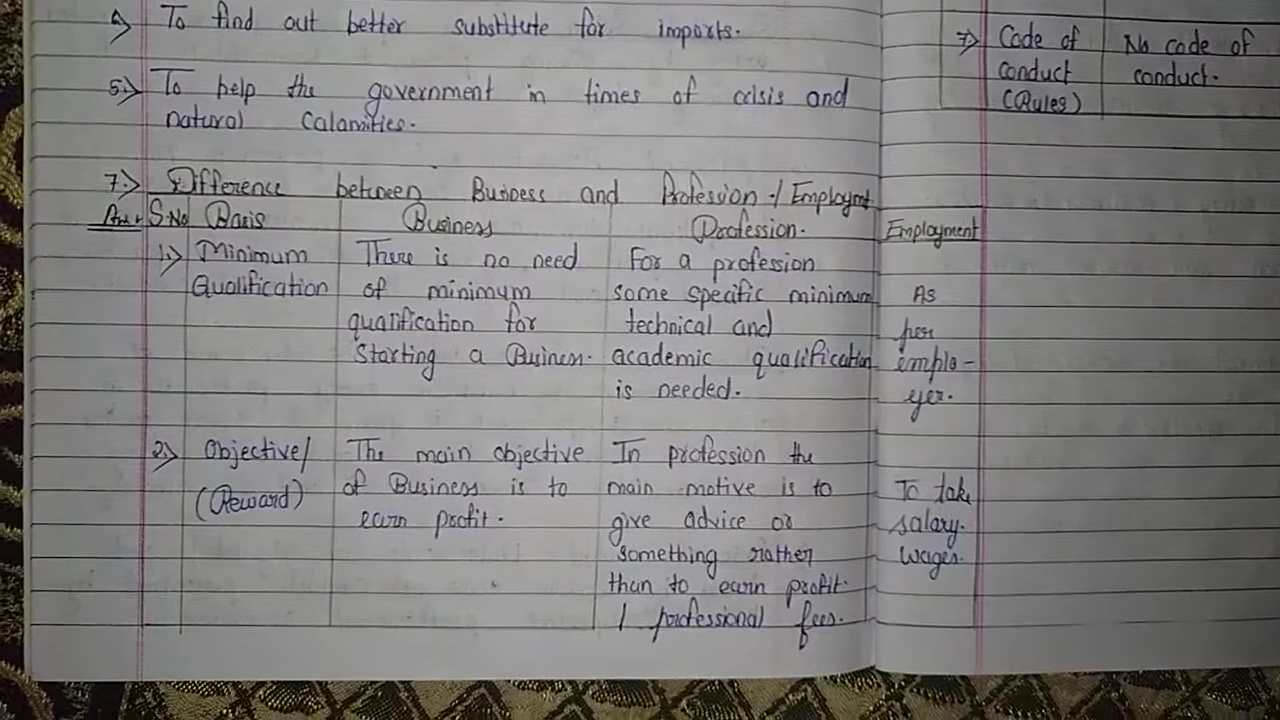 4) To find out better substitute for imports.
5.) To help the government in times of crisis and
natural Calamities.
7.) Difference between Business and Profession / Employmt
Ans. S.No Basis Business Profession. Employment
1.) Minimum There is no need For a profession
Qualification of minimum some specific minimum As
qualification for technical and per
Starting a Business. academic qualification emplo-
is needed. yer.
2.) Objective/ The main objective In profession the
(Reward) of Business is to main motive is to To take
earn profit. give advice or salary.
something rather wages.
than to earn profit.
/ professional fees.
7.) Code of No code of
conduct conduct.
(Rules)